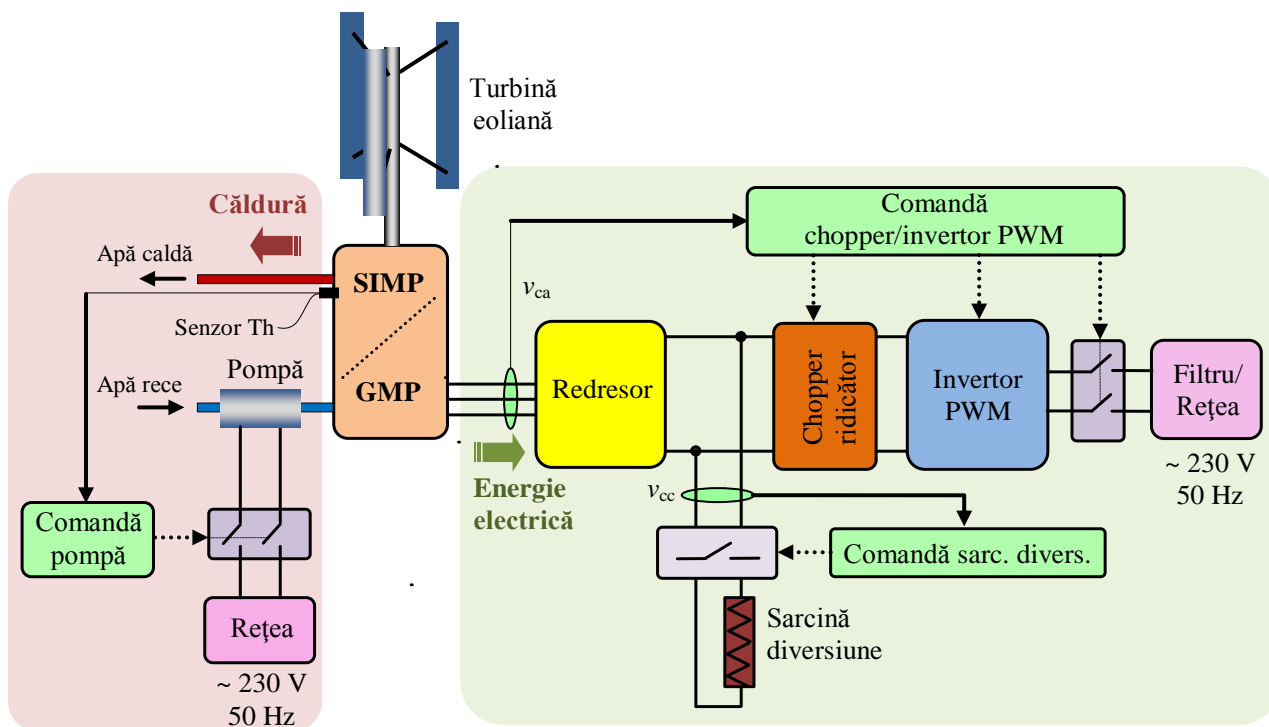 Turbină
eoliană
Căldură
Apă caldă
Senzor Th
SIMP
GMP
Pompă
Apă rece
Comandă
pompă
Reţea
~ 230 V
50 Hz
Comandă
chopper/invertor PWM
vca
Redresor
Chopper
ridicător
Invertor
PWM
Filtru/
Reţea
~ 230 V
50 Hz
Energie
electrică
vcc
Comandă sarc. divers.
Sarcină
diversiune